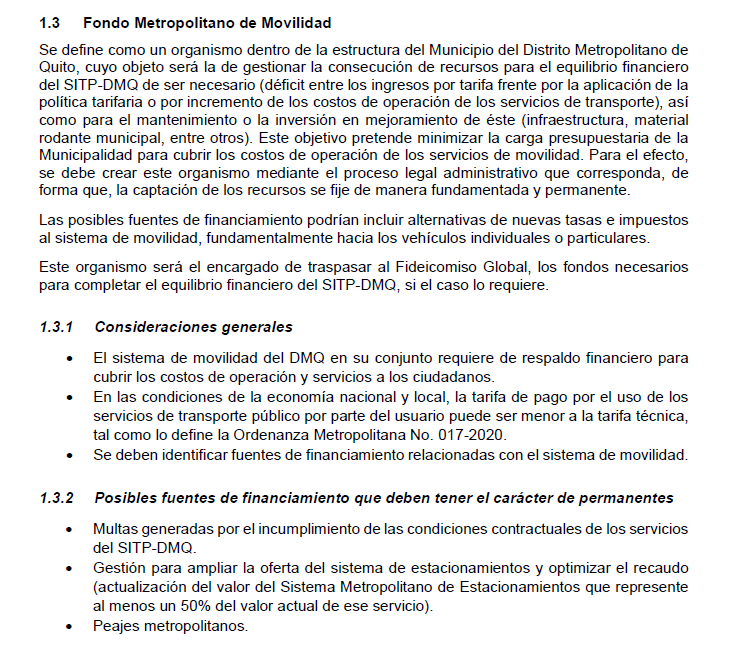 1.3 Fondo Metropolitano de Movilidad
Se define como un organismo dentro de la estructura del Municipio del Distrito Metropolitano de
Quito, cuyo objeto será la de gestionar la consecución de recursos para el equilibrio financiero
del SITP-DMQ de ser necesario (déficit entre los ingresos por tarifa frente por la aplicación de la
política tarifaria o por incremento de los costos de operación de los servicios de transporte), así
como para el mantenimiento o la inversión en mejoramiento de éste (infraestructura, material
rodante municipal, entre otros). Este objetivo pretende minimizar la carga presupuestaria de la
Municipalidad para cubrir los costos de operación de los servicios de movilidad. Para el efecto,
se debe crear este organismo mediante el proceso legal administrativo que corresponda, de
forma que, la captación de los recursos se fije de manera fundamentada y permanente.
Las posibles fuentes de financiamiento podrían incluir alternativas de nuevas tasas e impuestos
al sistema de movilidad, fundamentalmente hacia los vehículos individuales o particulares.
Este organismo será el encargado de traspasar al Fideicomiso Global, los fondos necesarios
para completar el equilibrio financiero del SITP-DMQ, si el caso lo requiere.
1.3.1 Consideraciones generales
• El sistema de movilidad del DMQ en su conjunto requiere de respaldo financiero para
cubrir los costos de operación y servicios a los ciudadanos.
• En las condiciones de la economía nacional y local, la tarifa de pago por el uso de los
servicios de transporte público por parte del usuario puede ser menor a la tarifa técnica,
tal como lo define la Ordenanza Metropolitana No. 017-2020.
• Se deben identificar fuentes de financiamiento relacionadas con el sistema de movilidad.
1.3.2 Posibles fuentes de financiamiento que deben tener el carácter de permanentes
• Multas generadas por el incumplimiento de las condiciones contractuales de los servicios
del SITP-DMQ.
• Gestión para ampliar la oferta del sistema de estacionamientos y optimizar el recaudo
(actualización del valor del Sistema Metropolitano de Estacionamientos que represente
al menos un 50% del valor actual de ese servicio).
• Peajes metropolitanos.